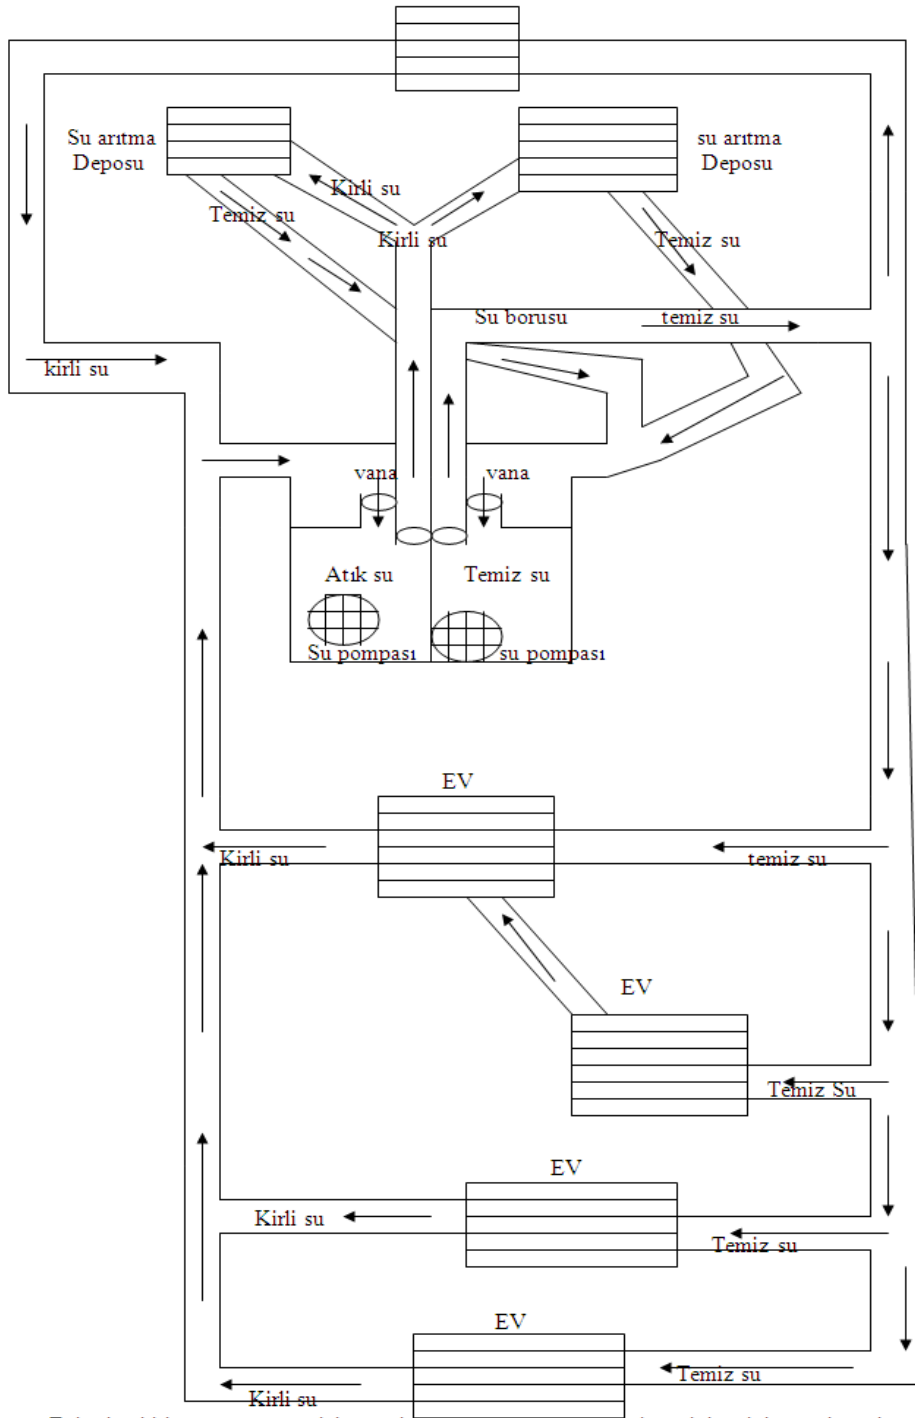 Su arıtma
Deposu
su arıtma
Deposu
Kirli su
Temiz su
Kirli su
Temiz su
Su borusu
temiz su
kirli su
vana
vana
Atık su
Temiz su
Su pompası
su pompası
EV
Kirli su
temiz su
EV
Temiz Su
EV
Kirli su
Temiz su
EV
Temiz su
Kirli su